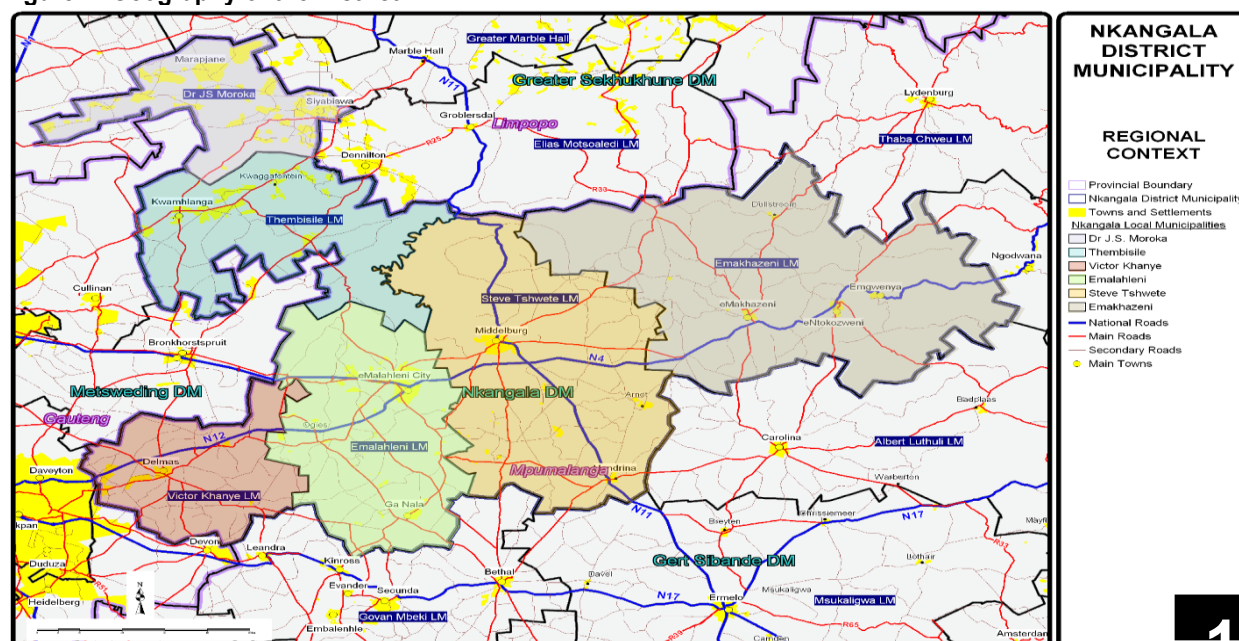 Marble Hall
Greater Marble Hall
N11
Greater Sekhukhune DM
Marapjane
Dr JS Moroka
Siyabiswa
Groblersdal
Limpopo
Lydenburg
R25
Elias Motsoaledi LM
Thaba Chweu LM
Dennilton
Kwaggafontein
R33
Kwamhlanga
Thembisile LM
Dullstroom
Ngodwana
Emakhazeni LM
Cullinan
Steve Tshwete LM
eMakhazeni
Emgwenya
eNtokozweni
Middelburg
Bronkhorstspruit
N4
eMalahleni City
Metsweding DM
Nkangala DM
Arnot
Badplaas
Gauteng
Ogies
N12
Emalahleni LM
Carolina
Albert Luthuli LM
Delmas
Mpumalanga
Daveyton
Warberton
Victor Khanye LM
Ga Nala
N11
Chrissiemeer
N17
Breyten
Devon
Leandra
Duduza
Kinross
Gert Sibande DM
Bethal
Davel
Evander
Secunda
N17
Msukaligwa
Msukaligwa LM
Heidelberg
Embalenhle
Govan Mbeki LM
Ermelo
R65
Amsterdam
Camden
NKANGALA
DISTRICT
MUNICIPALITY
REGIONAL
CONTEXT
Provincial Boundary
Nkangala District Municipality
Towns and Settlements
Nkangala Local Municipalities
Dr J.S. Moroka
Thembisile
Victor Khanye
Emalahleni
Steve Tshwete
Emakhazeni
National Roads
Main Roads
Secondary Roads
Main Towns
N
1